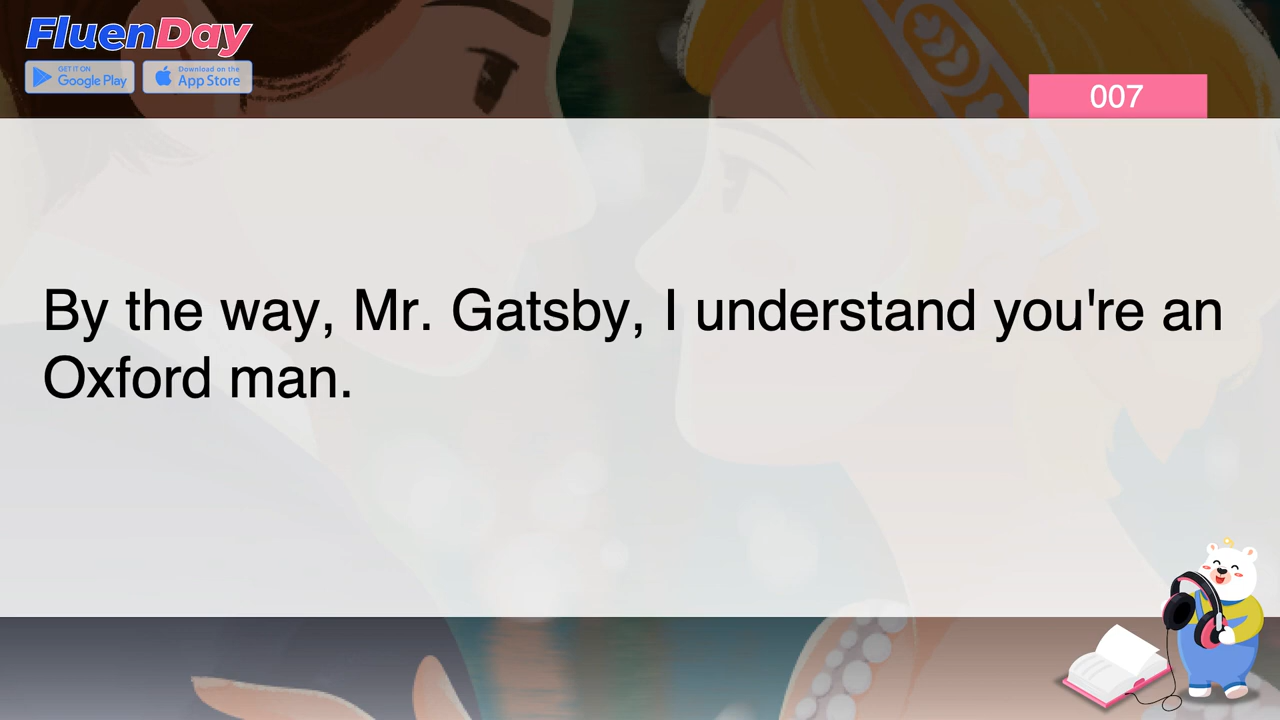 FluenDay
GET IT ON
Google Play
Download on the
App Store
007
By the way, Mr. Gatsby, I understand you're an
Oxford man.